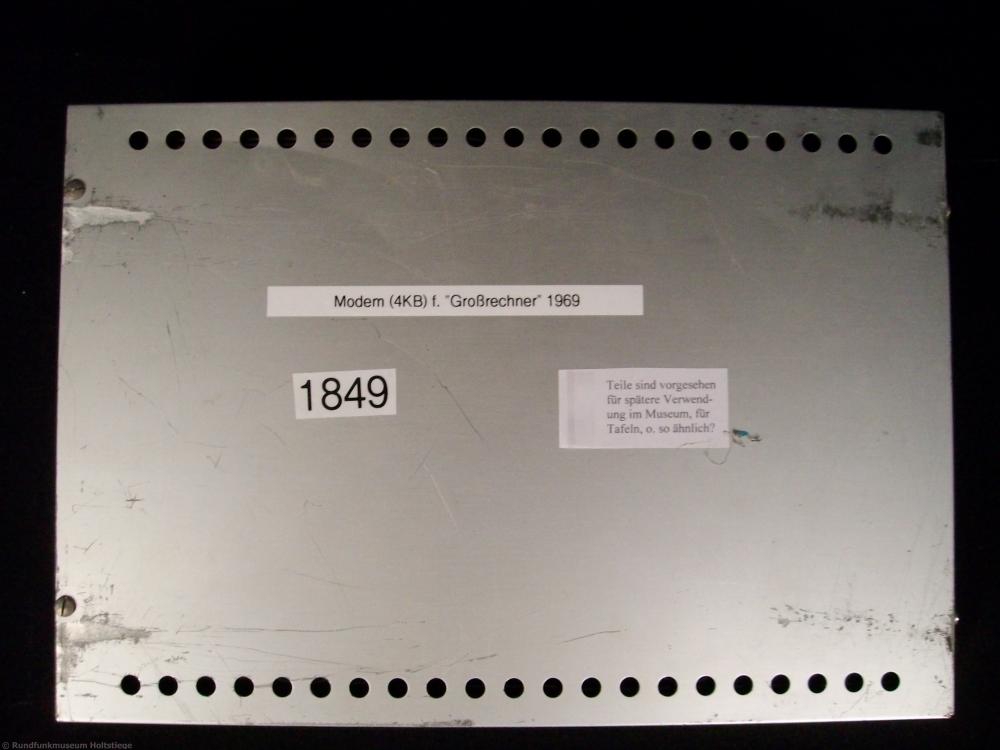 Modem (4KB) f. "Großrechner" 1969
1849
Teile sind vorgesehen
für spätere Verwend-
ung im Museum, für
Tafeln, o. so ähnlich?
© Rundfunkmuseum Holtstiege